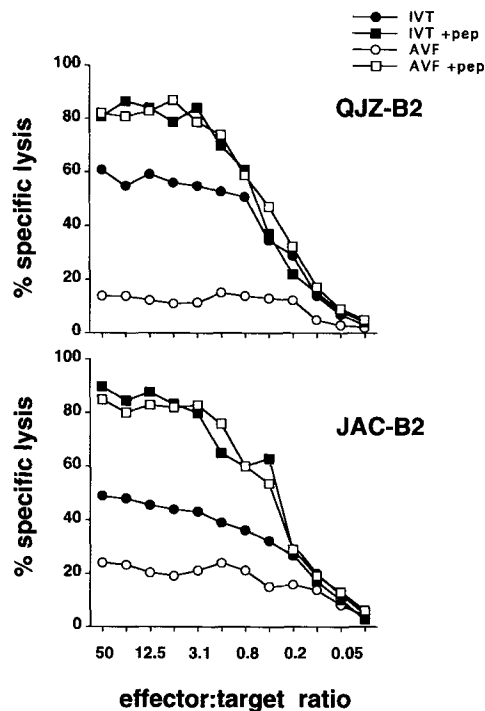 IVT
IVT +pep
AVF
AVF +pep
QJZ-B2
% specific lysis
100
80
60
40
20
0
JAC-B2
% specific lysis
100
80
60
40
20
0
50 12.5 3.1 0.8 0.2 0.05
effector:target ratio